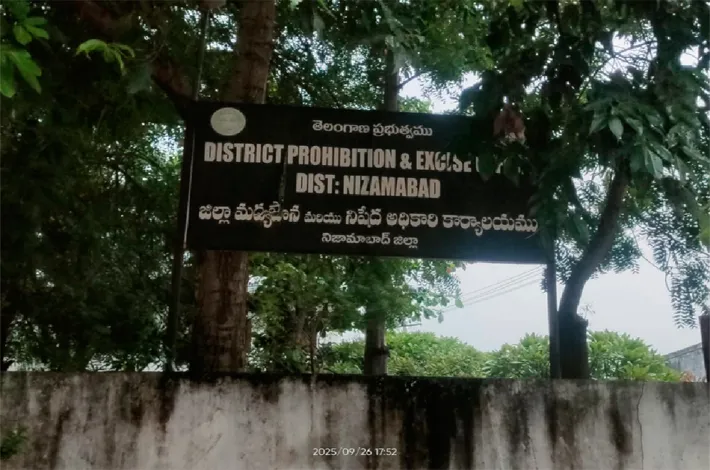 తెలంగాణ ప్రభుత్వము
DISTRICT PROHIBITION & EXCISE
DIST: NIZAMABAD
జిల్లా మద్యపాన మరియు నిషేద అధికారి కార్యాలయము
నిజామాబాద్ జిల్లా
2025/09/26 17:52